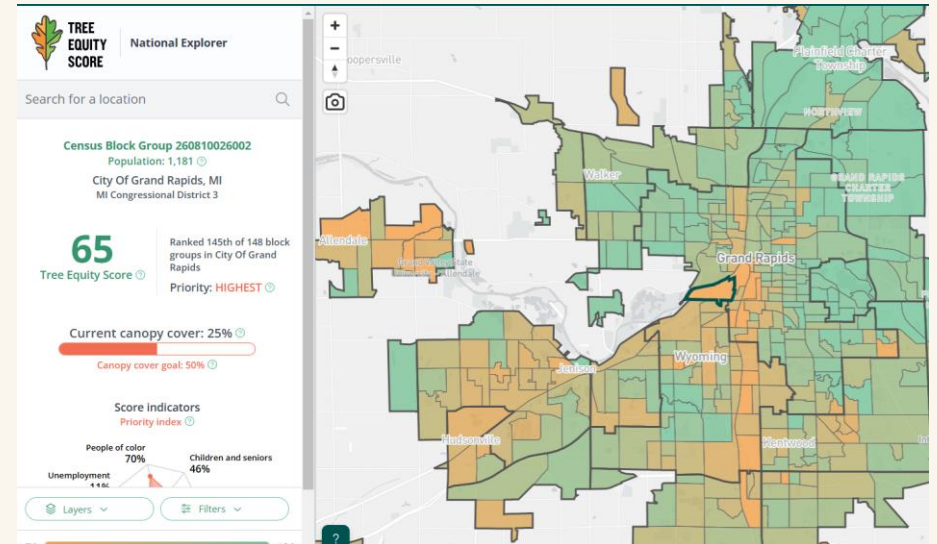 TREE
EQUITY
SCORE
National Explorer
Search for a location
Census Block Group 260810026002
Population: 1,181
City Of Grand Rapids, MI
MI Congressional District 3
65
Tree Equity Score
Ranked 145th of 148 block
groups in City Of Grand
Rapids
Priority: HIGHEST
Current canopy cover: 25%
Canopy cover goal: 50%
Score indicators
Priority index
People of color
70%
Children and seniors
46%
Unemployment
11%
Layers
Filters
+
−
oopersville
Plainfield Charter
Township
NORTHVIEW
Walker
GRAND RAPIDS
CHARTER
TOWNSHIP
Allendale
Grand Rapids
Wyoming
Jenison
Hudsonville
Kentwood
?